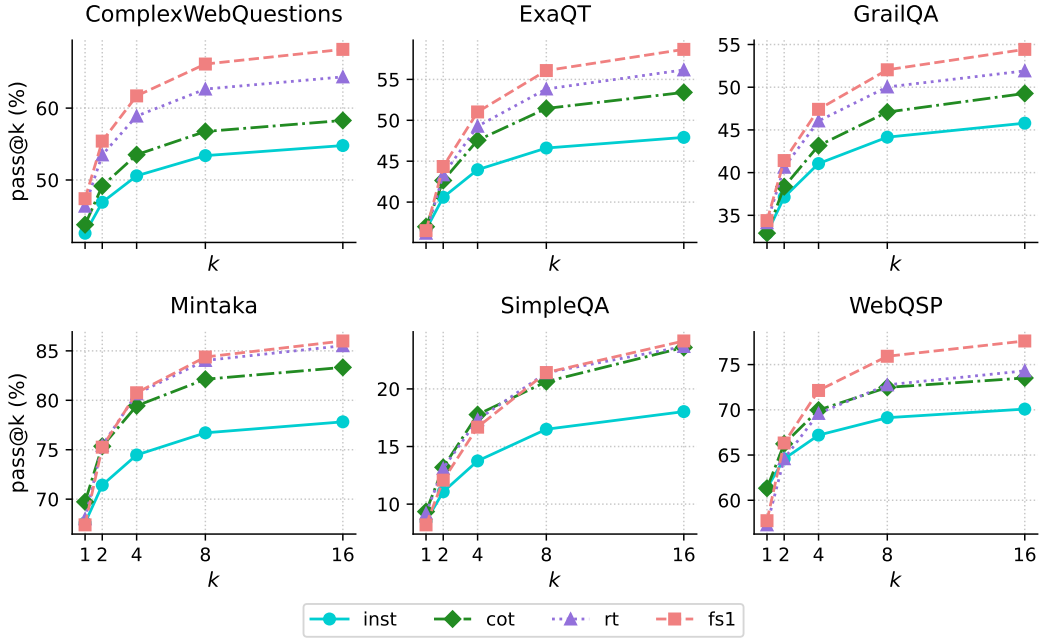 ComplexWebQuestions
ExaQT
GrailQA
pass@k (%)
60
50
k
55
50
45
40
k
55
50
45
40
35
k
Mintaka
SimpleQA
WebQSP
pass@k (%)
85
80
75
70
1 2 4 8 16
k
20
15
10
1 2 4 8 16
k
75
70
65
60
1 2 4 8 16
k
inst cot rt fs1